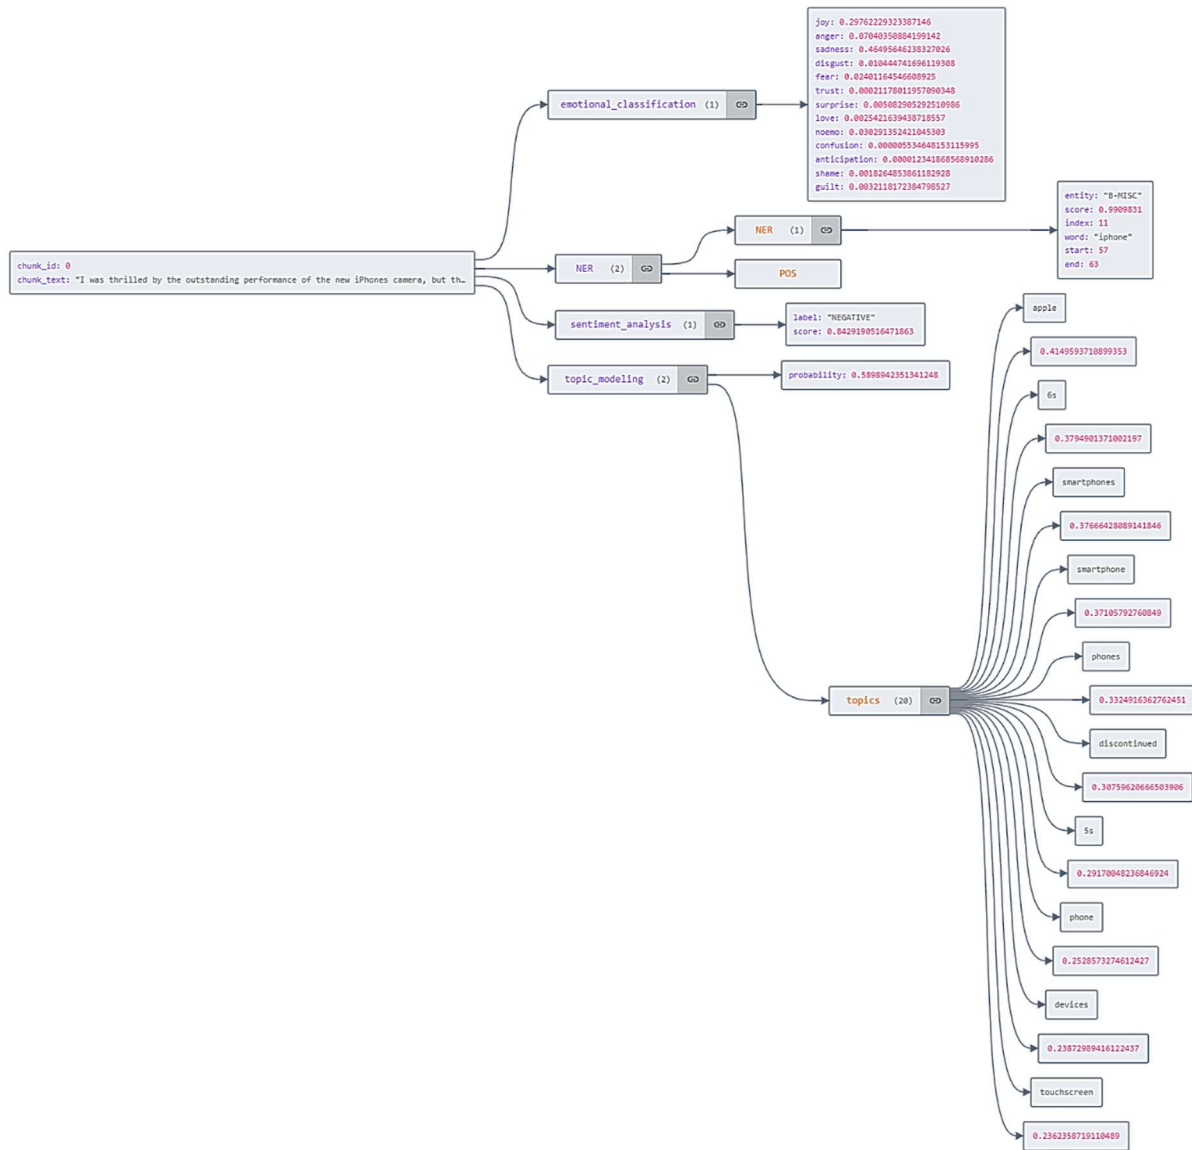 joy: 0.29762229323387146
anger: 0.07040350884199142
sadness: 0.46495646238327026
disgust: 0.010444741696119308
fear: 0.02401164546608925
trust: 0.00021178011957090348
surprise: 0.005082905292510986
love: 0.0025421639438718557
noemo: 0.030291352421045303
confusion: 0.000005534648153115995
anticipation: 0.000012341868568910286
shame: 0.0018264853861182928
guilt: 0.0032118172384798527
emotional_classification (1)
entity: "B-MISC"
score: 0.9909831
index: 11
word: "iphone"
start: 57
end: 63
NER (1)
chunk_id: 0
chunk_text: "I was thrilled by the outstanding performance of the new iPhones camera, but th…
NER (2)
POS
sentiment_analysis (1)
label: "NEGATIVE"
score: 0.8429190516471863
topic_modeling (2)
probability: 0.5898942351341248
topics (20)
apple
0.4149593710899353
6s
0.3794901371002197
smartphones
0.37666428089141846
smartphone
0.37105792760849
phones
0.3324916362762451
discontinued
0.30759620666503906
5s
0.29170048236846924
phone
0.2528573274612427
devices
0.23872989416122437
touchscreen
0.2362358719110489